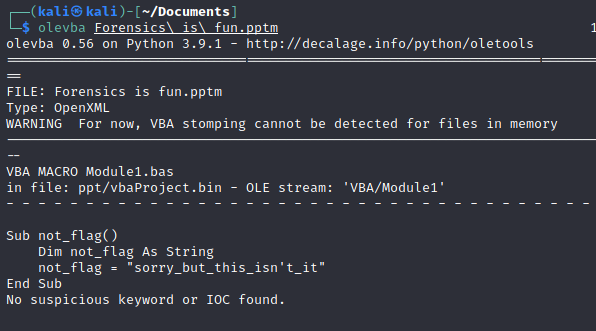 ┌──(kali㉿kali)-[~/Documents]
└─$ olevba Forensics\ is\ fun.pptm 1
olevba 0.56 on Python 3.9.1 - http://decalage.info/python/oletools
===============================================================================
FILE: Forensics is fun.pptm
Type: OpenXML
WARNING  For now, VBA stomping cannot be detected for files in memory
-------------------------------------------------------------------------------
VBA MACRO Module1.bas
in file: ppt/vbaProject.bin - OLE stream: 'VBA/Module1'
- - - - - - - - - - - - - - - - - - - - - - - - - - - - - - - - - - - - - -
Sub not_flag()
    Dim not_flag As String
    not_flag = "sorry_but_this_isn't_it"
End Sub
No suspicious keyword or IOC found.